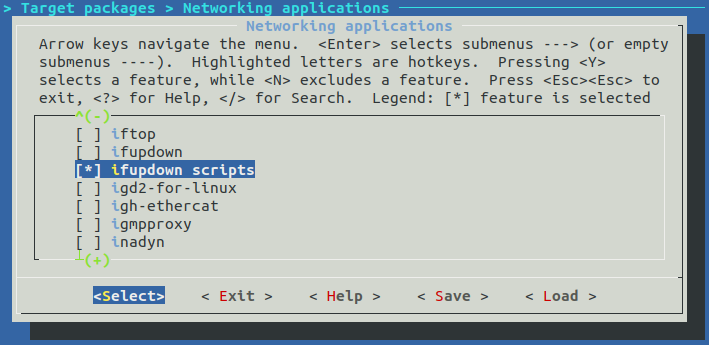 > Target packages > Networking applications
Networking applications
Arrow keys navigate the menu.  <Enter> selects submenus ---> (or empty
submenus ----).  Highlighted letters are hotkeys.  Pressing <Y>
selects a feature, while <N> excludes a feature.  Press <Esc><Esc> to
exit, <?> for Help, </> for Search.  Legend: [*] feature is selected
^(-)
[ ] iftop
[ ] ifupdown
[*] ifupdown scripts
[ ] igd2-for-linux
[ ] igh-ethercat
[ ] igmpproxy
[ ] inadyn
(+)
<Select>    < Exit >    < Help >    < Save >    < Load >